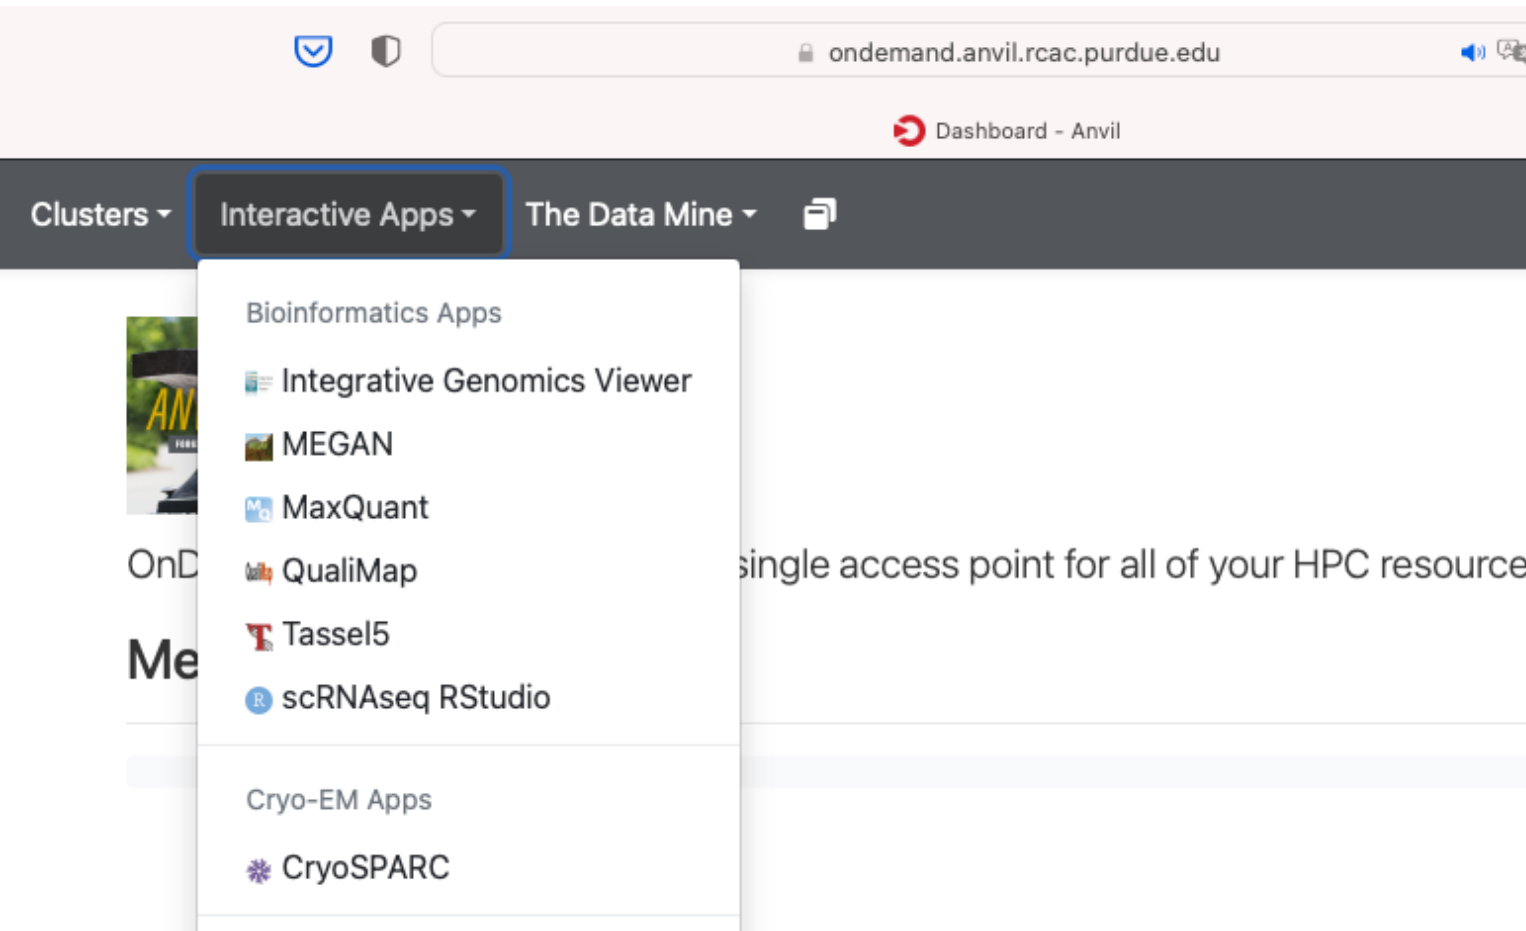 ondemand.anvil.rcac.purdue.edu
Dashboard - Anvil
Clusters Interactive Apps The Data Mine
Bioinformatics Apps
Integrative Genomics Viewer
MEGAN
MaxQuant
QualiMap
Tassel5
scRNAseq RStudio
Cryo-EM Apps
CryoSPARC
AN
OnD
single access point for all of your HPC resource
Me